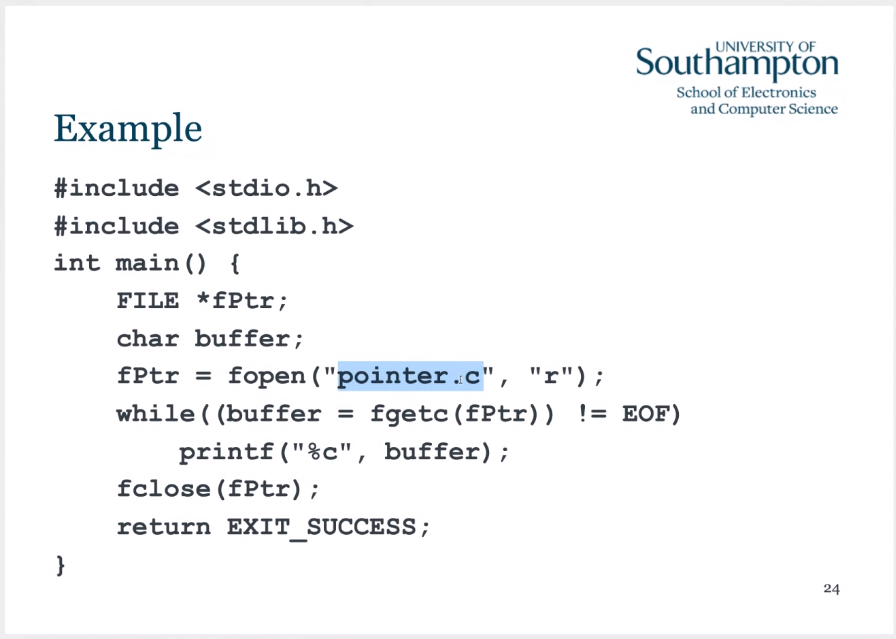 UNIVERSITY OF
Southampton
School of Electronics
and Computer Science
Example
#include <stdio.h>
#include <stdlib.h>
int main() {
    FILE *fPtr;
    char buffer;
    fPtr = fopen("pointer.c", "r");
    while((buffer = fgetc(fPtr)) != EOF)
        printf("%c", buffer);
    fclose(fPtr);
    return EXIT_SUCCESS;
}
24